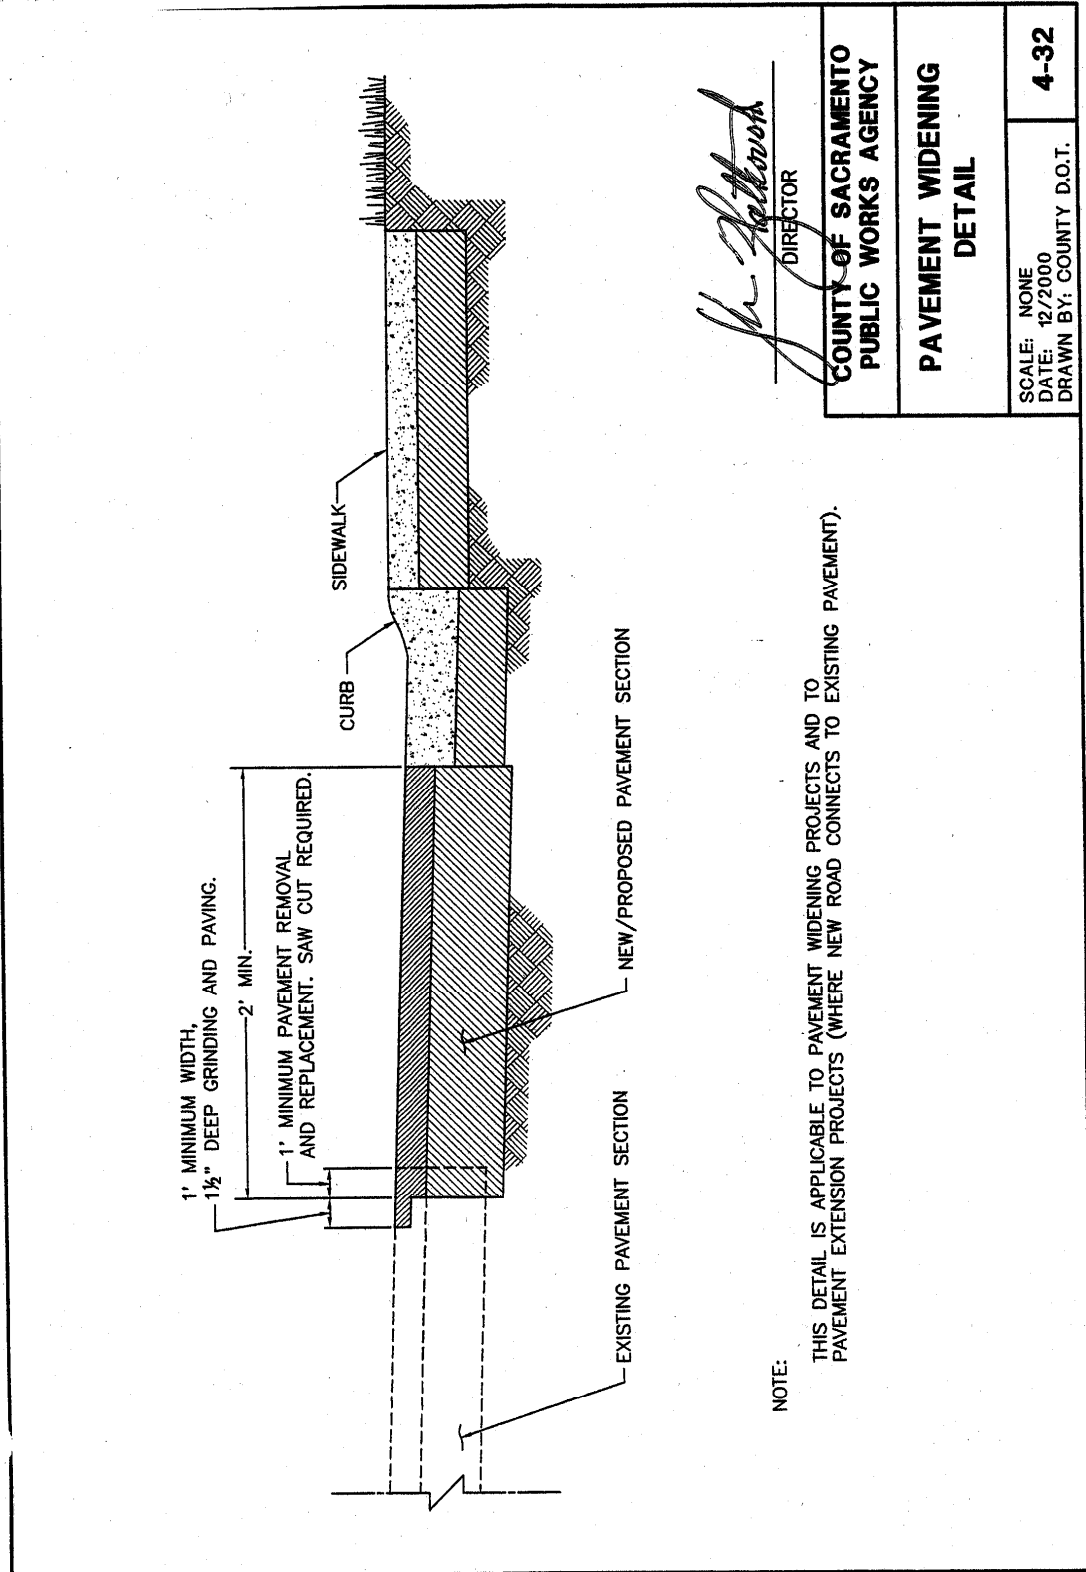 1' MINIMUM WIDTH,
1½" DEEP GRINDING AND PAVING.
2' MIN.
1' MINIMUM PAVEMENT REMOVAL
AND REPLACEMENT. SAW CUT REQUIRED.
CURB
SIDEWALK
EXISTING PAVEMENT SECTION
NEW/PROPOSED PAVEMENT SECTION
NOTE:
THIS DETAIL IS APPLICABLE TO PAVEMENT WIDENING PROJECTS AND TO
PAVEMENT EXTENSION PROJECTS (WHERE NEW ROAD CONNECTS TO EXISTING PAVEMENT).
DIRECTOR
COUNTY OF SACRAMENTO
PUBLIC WORKS AGENCY
PAVEMENT WIDENING
DETAIL
SCALE: NONE
DATE: 12/2000
DRAWN BY: COUNTY D.O.T.
4-32